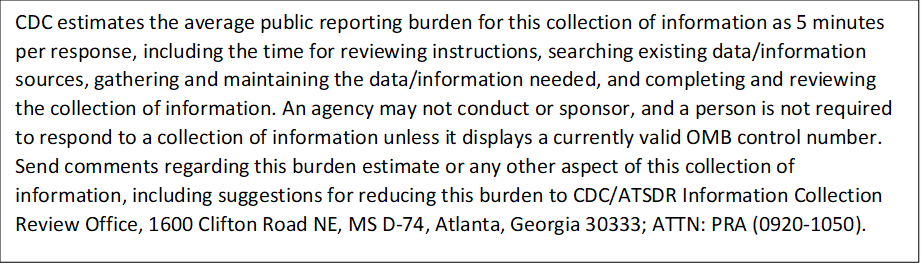 CDC estimates the average public reporting burden for this collection of information as 5 minutes
per response, including the time for reviewing instructions, searching existing data/information
sources, gathering and maintaining the data/information needed, and completing and reviewing
the collection of information. An agency may not conduct or sponsor, and a person is not required
to respond to a collection of information unless it displays a currently valid OMB control number.
Send comments regarding this burden estimate or any other aspect of this collection of
information, including suggestions for reducing this burden to CDC/ATSDR Information Collection
Review Office, 1600 Clifton Road NE, MS D-74, Atlanta, Georgia 30333; ATTN: PRA (0920-1050).